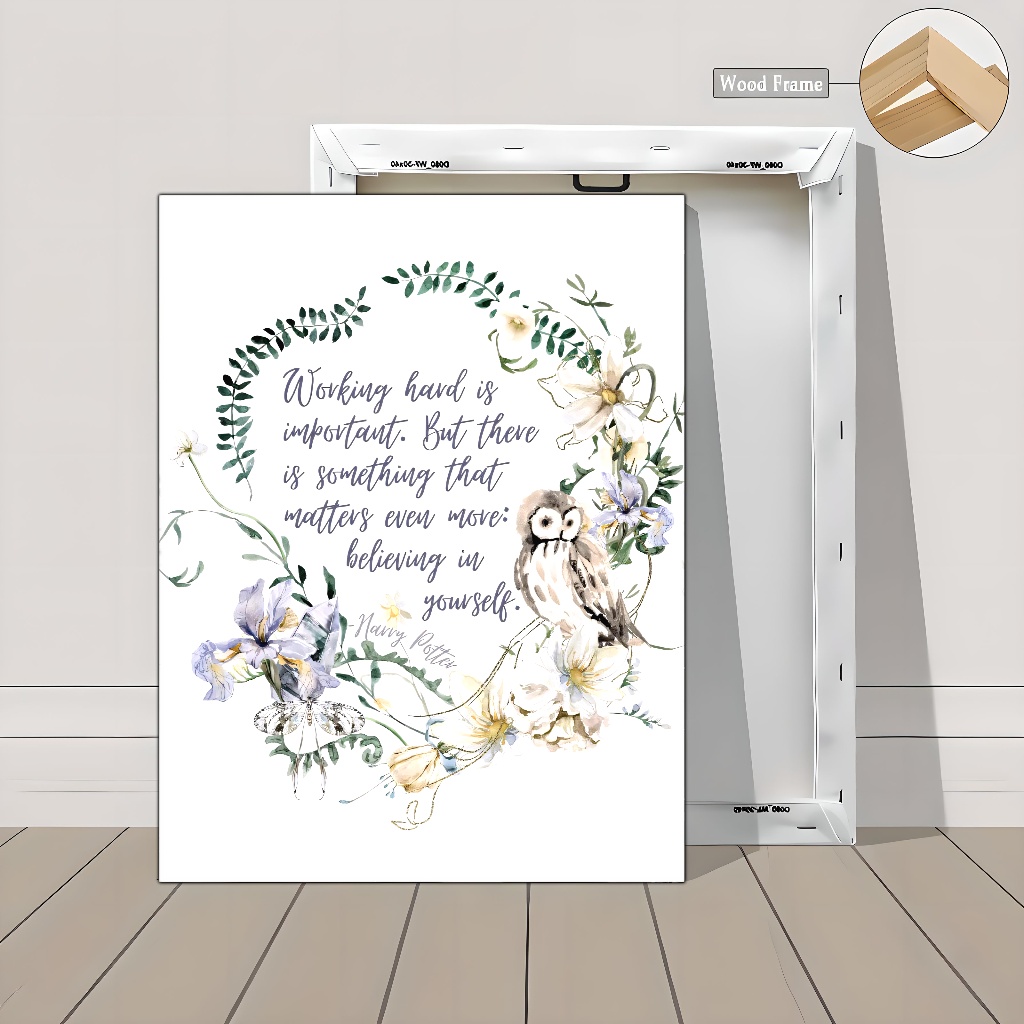 Wood Frame
Working hard is
important. But there
is something that
matters even more:
believing in
yourself.
-Harry Potter